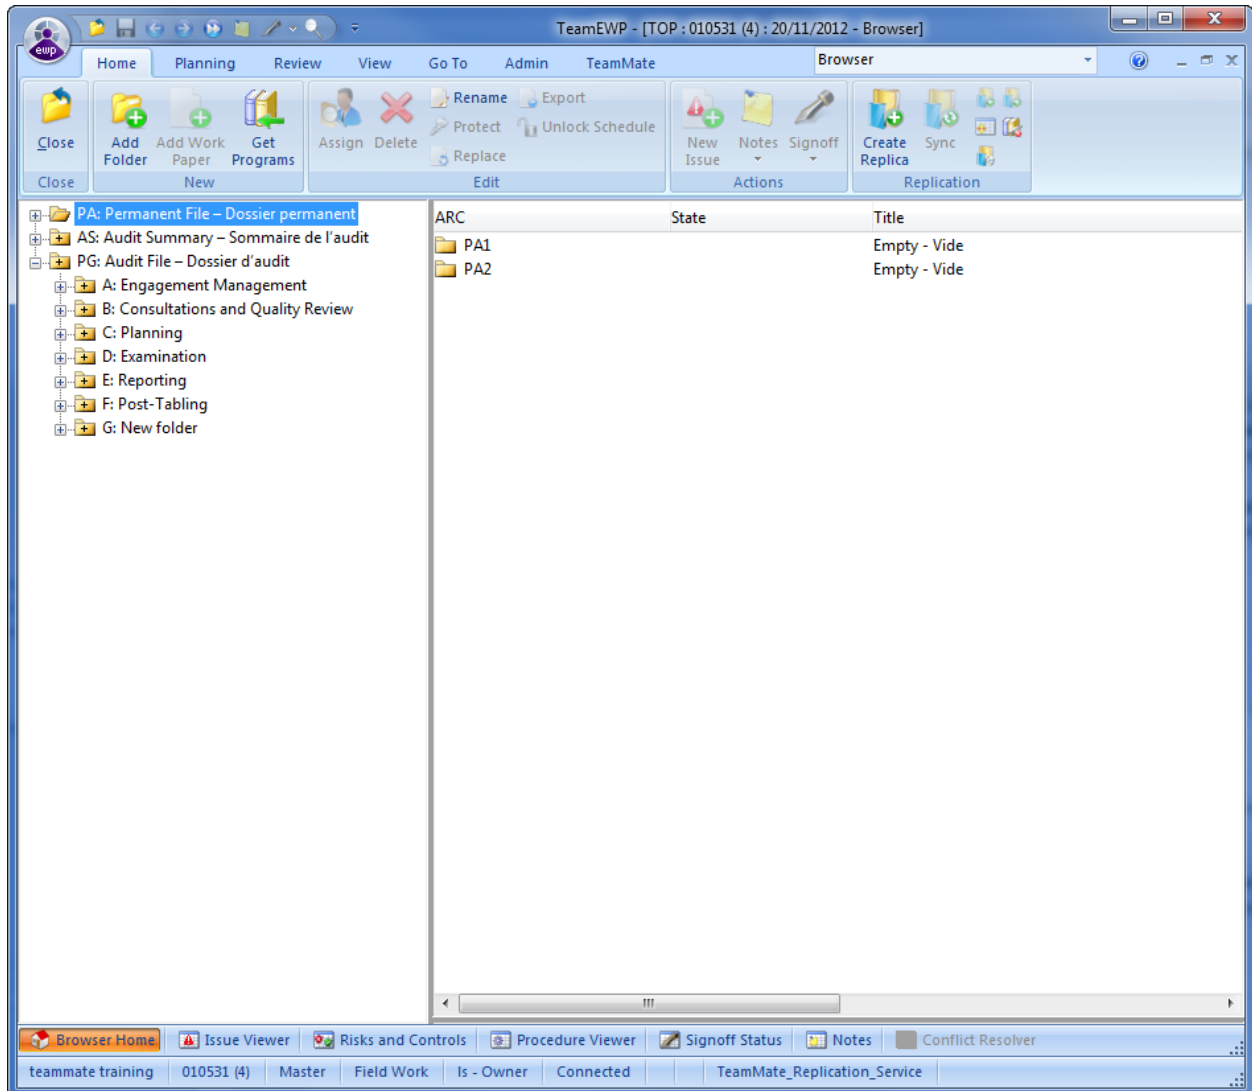 TeamEWP - [TOP : 010531 (4) : 20/11/2012 - Browser]
ewp
Home Planning Review View Go To Admin TeamMate Browser
Close
Add Folder
Add Work Paper
Get Programs
Assign
Delete
Rename
Export
Protect
Unlock Schedule
Replace
New Issue
Notes
Signoff
Create Replica
Sync
Close New Edit Actions Replication
PA: Permanent File – Dossier permanent
AS: Audit Summary – Sommaire de l'audit
PG: Audit File – Dossier d'audit
A: Engagement Management
B: Consultations and Quality Review
C: Planning
D: Examination
E: Reporting
F: Post-Tabling
G: New folder
ARC State Title
PA1 Empty - Vide
PA2 Empty - Vide
Browser Home Issue Viewer Risks and Controls Procedure Viewer Signoff Status Notes Conflict Resolver
teammate training 010531 (4) Master Field Work Is - Owner Connected TeamMate_Replication_Service